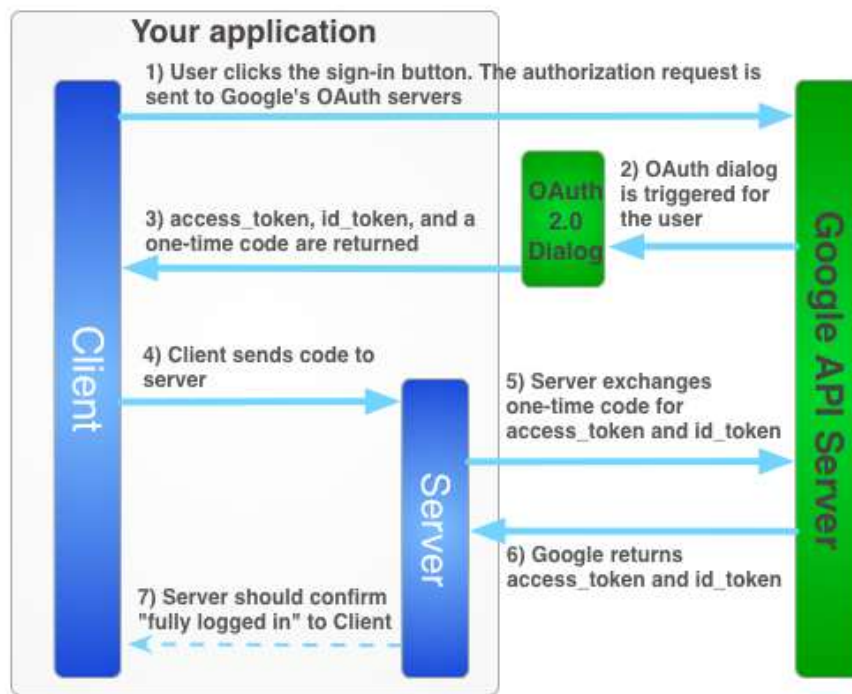 Your application
1) User clicks the sign-in button. The authorization request is
sent to Google's OAuth servers
2) OAuth dialog
is triggered for
the user
OAuth
2.0
Dialog
3) access_token, id_token, and a
one-time code are returned
Client
Google API Server
4) Client sends code to
server
5) Server exchanges
one-time code for
access_token and id_token
Server
6) Google returns
access_token and id_token
7) Server should confirm
"fully logged in" to Client